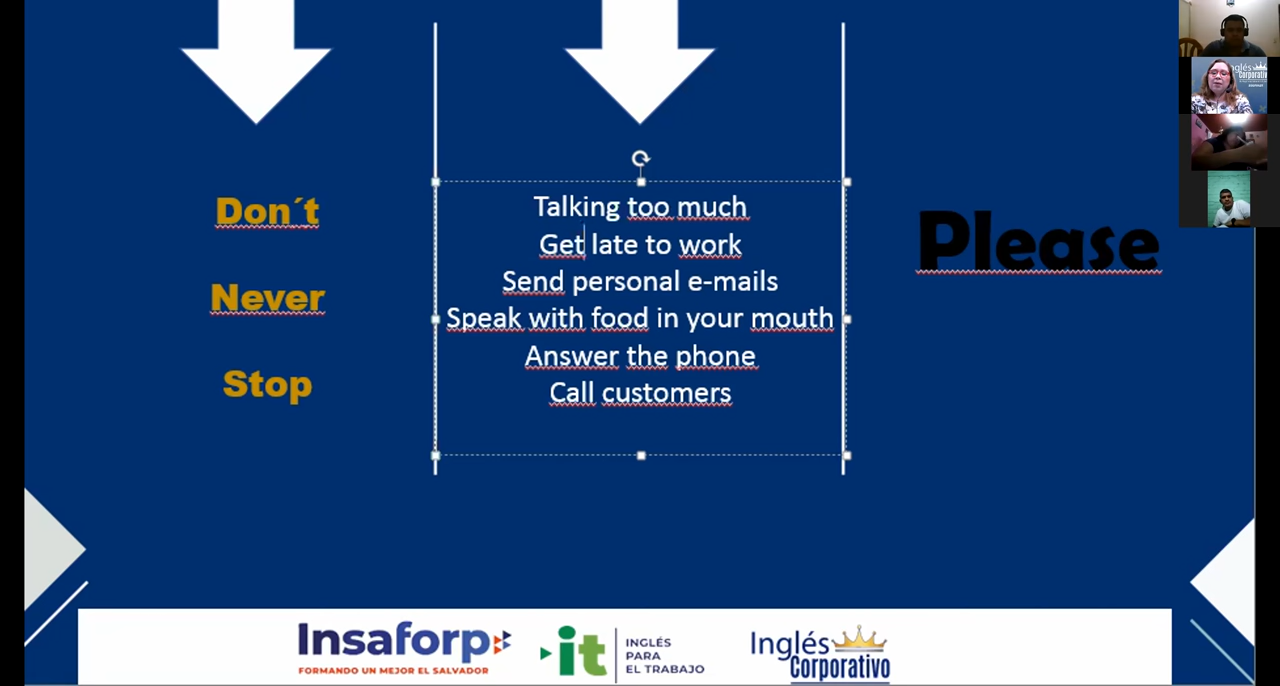 Don´t
Never
Stop
Talking too much
Get late to work
Send personal e-mails
Speak with food in your mouth
Answer the phone
Call customers
Please
Inglés
Corporativo
Insaforp
FORMANDO UN MEJOR EL SALVADOR
it
INGLÉS
PARA
EL TRABAJO
Inglés
Corporativo